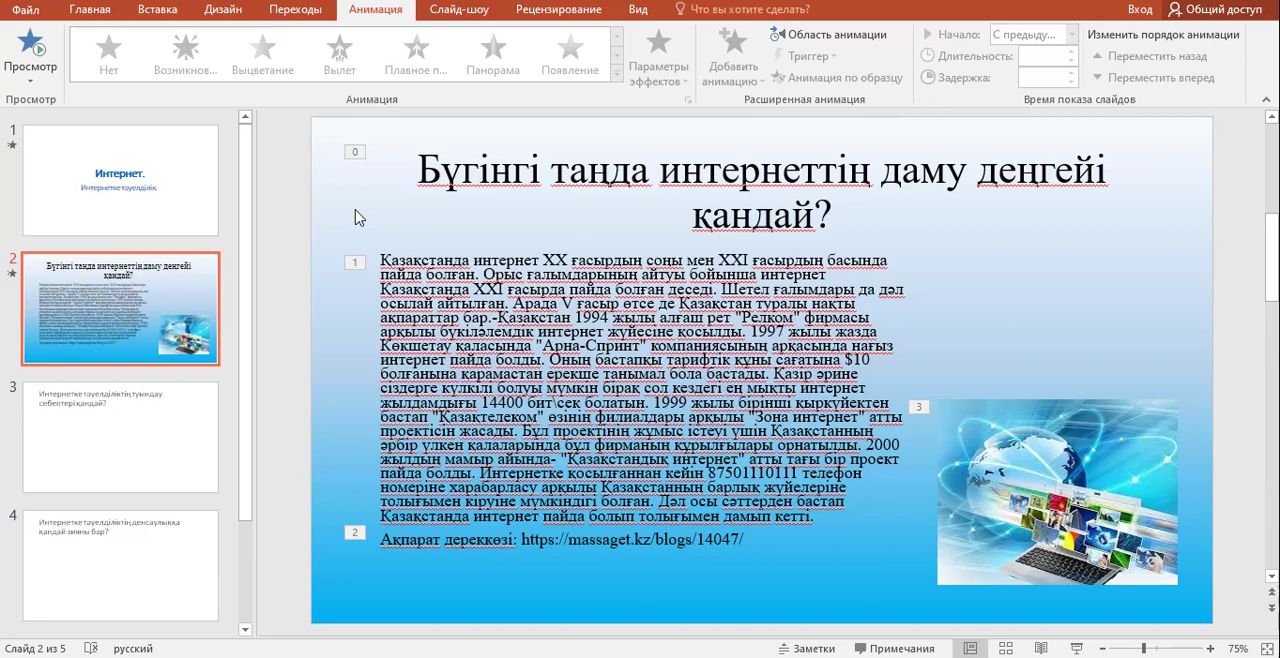 Файл Главная Вставка Дизайн Переходы Анимация Слайд-шоу Рецензирование Вид Что вы хотите сделать? Вход Общий доступ
Просмотр
Нет Возникнов... Выцветание Вылет Плавное п... Панорама Появление
Параметры эффектов
Добавить анимацию
Область анимации
Триггер
Анимация по образцу
Начало: С предыду...
Длительность:
Задержка:
Изменить порядок анимации
Переместить назад
Переместить вперед
Просмотр Анимация Расширенная анимация Время показа слайдов
1
Интернет.
Интернетке тәуелділік.
2
Бүгінгі таңда интернеттің даму деңгейі
қандай?
3
Интернетке тәуелділіктің туындау
себептері қандай?
4
Интернетке тәуелділіктің денсаулыққа
қандай зияны бар?
0
Бүгінгі таңда интернеттің даму деңгейі
қандай?
1
Қазақстанда интернет XX ғасырдың соңы мен XXI ғасырдың басында
пайда болған. Орыс ғалымдарының айтуы бойынша интернет
Қазақстанда XXI ғасырда пайда болған деседі. Шетел ғалымдары да дәл
осылай айтылған. Арада V ғасыр өтсе де Қазақстан туралы нақты
ақпараттар бар.-Қазақстан 1994 жылы алғаш рет "Релком" фирмасы
арқылы бүкіләлемдік интернет жүйесіне қосылды. 1997 жылы жазда
Көкшетау қаласында "Арна-Спринт" компаниясының арқасында нағыз
интернет пайда болды. Оның бастапқы тарифтік құны сағатына $10
болғанына қарамастан ерекше танымал бола бастады. Қазір әрине
сіздерге күлкілі болуы мүмкін бірақ сол кездегі ең мықты интернет
жылдамдығы 14400 бит\сек болатын. 1999 жылы бірінші қыркүйектен
бастап "Қазақтелеком" өзінің филиалдары арқылы "Зона интернет" атты
проектісін жасады. Бұл проектінің жұмыс істеуі үшін Қазақстанның
әрбір үлкен қалаларында бұл фирманың құрылғылары орнатылды. 2000
жылдың мамыр айында- "Қазақстандық интернет" атты тағы бір проект
пайда болды. Интернетке қосылғаннан кейін 87501110111 телефон
номеріне хабарбласу арқылы Қазақстанның барлық жүйелеріне
толығымен кіруіне мүмкіндігі болған. Дәл осы сәттерден бастап
Қазақстанда интернет пайда болып толығымен дамып кетті.
2
Ақпарат дереккөзі: https://massaget.kz/blogs/14047/
3
Слайд 2 из 5 русский Заметки Примечания 75%